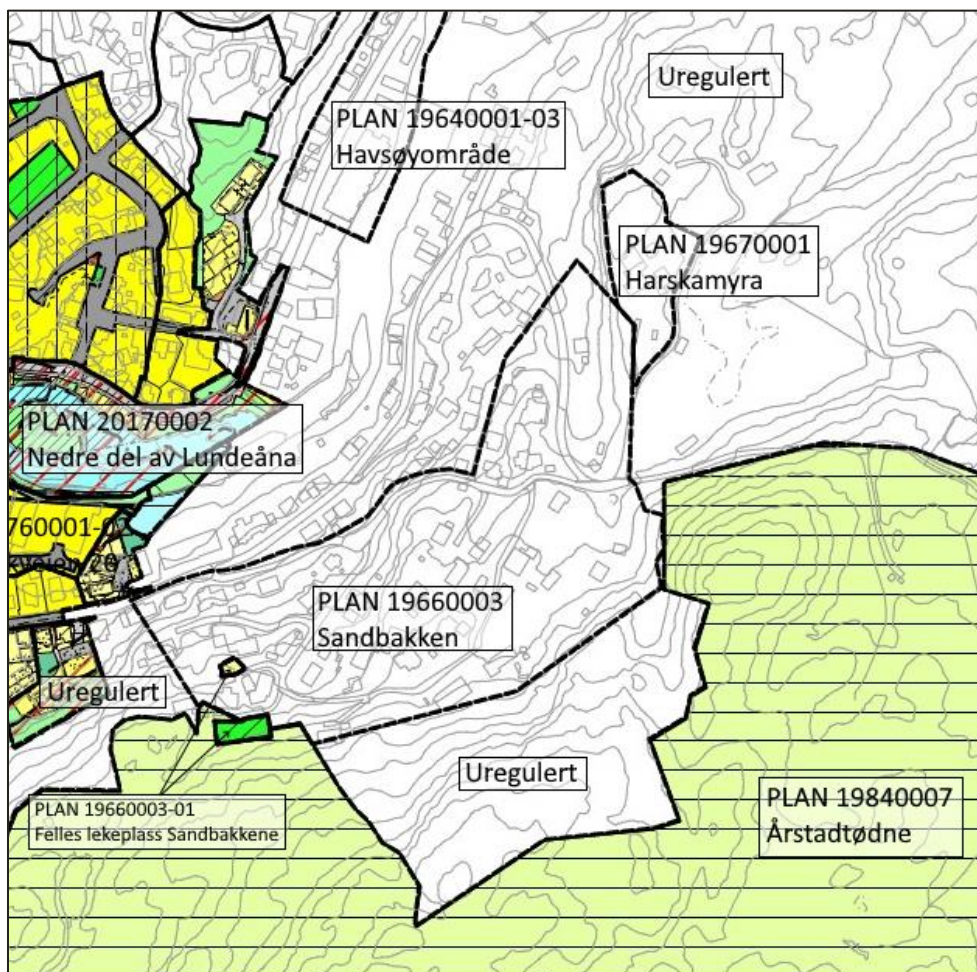 Uregulert
PLAN 19640001-03
Havsøyområde
PLAN 19670001
Harskamyra
PLAN 20170002
Nedre del av Lundeåna
760001-0
PLAN 19660003
Sandbakken
Uregulert
Uregulert
PLAN 19660003-01
Felles lekeplass Sandbakkene
PLAN 19840007
Årstadtødne